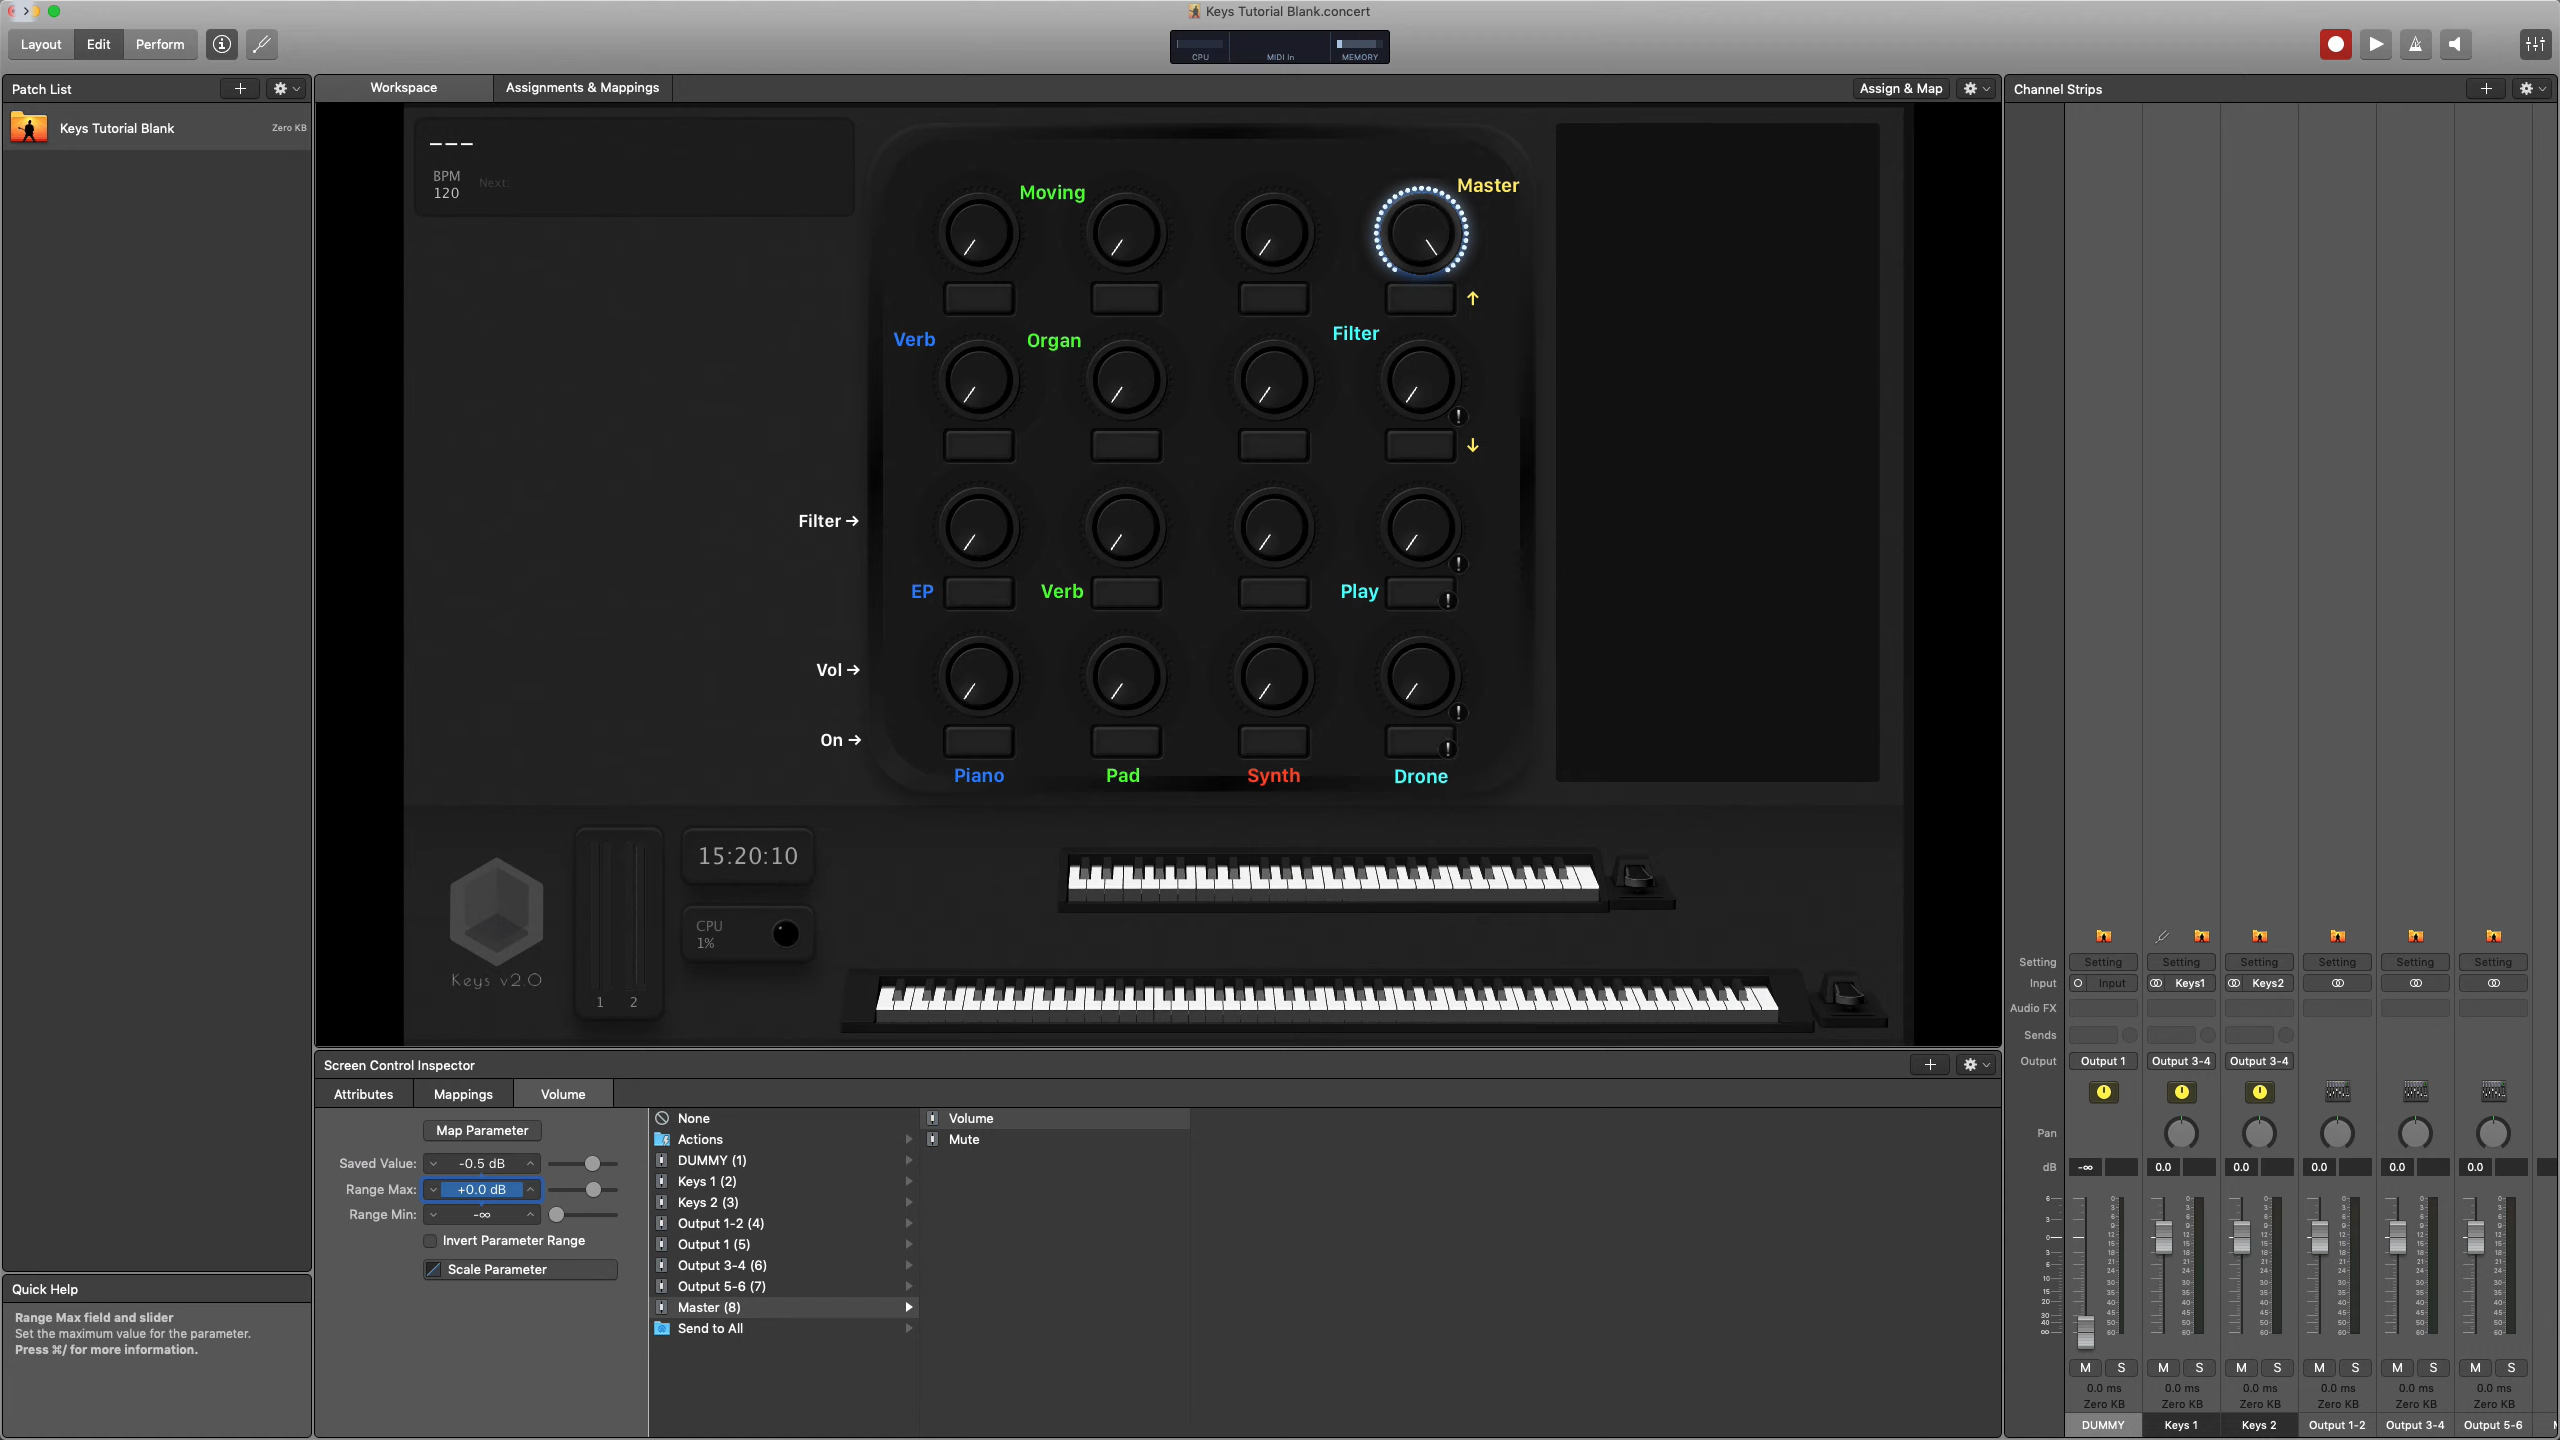 Keys Tutorial Blank.concert
Layout Edit Perform
CPU MIDI In MEMORY
Patch List
Keys Tutorial Blank Zero KB
Workspace Assignments & Mappings Assign & Map
Channel Strips
---
BPM
120
Next:
Moving Master
↑
Verb Organ Filter
↓
Filter →
EP Verb Play
Vol →
On →
Piano Pad Synth Drone
Keys v2.0
1 2
15:20:10
CPU
1%
Screen Control Inspector
Attributes Mappings Volume
Map Parameter
Saved Value: -0.5 dB
Range Max: +0.0 dB
Range Min: -∞
Invert Parameter Range
Scale Parameter
None
Actions
DUMMY (1)
Keys 1 (2)
Keys 2 (3)
Output 1-2 (4)
Output 1 (5)
Output 3-4 (6)
Output 5-6 (7)
Master (8)
Send to All
Volume
Mute
Quick Help
Range Max field and slider
Set the maximum value for the parameter.
Press ⌘/ for more information.
Setting Setting Setting Setting Setting Setting Setting
Input Input Keys1 Keys2
Audio FX
Sends
Output Output 1 Output 3-4 Output 3-4
Pan
dB -∞ 0.0 0.0 0.0 0.0 0.0
M S M S M S M S M S M S
0.0 ms 0.0 ms 0.0 ms 0.0 ms 0.0 ms 0.0 ms
Zero KB Zero KB Zero KB Zero KB Zero KB Zero KB
DUMMY Keys 1 Keys 2 Output 1-2 Output 3-4 Output 5-6